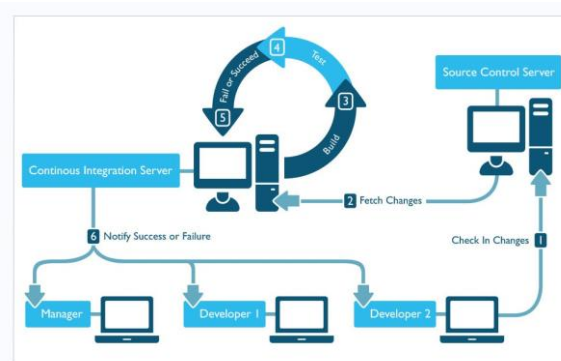 4
Test
Fail or Succeed
3
5
Build
Source Control Server
Continous Integration Server
2 Fetch Changes
6 Notify Success or Failure
Check In Changes 1
Manager
Developer 1
Developer 2